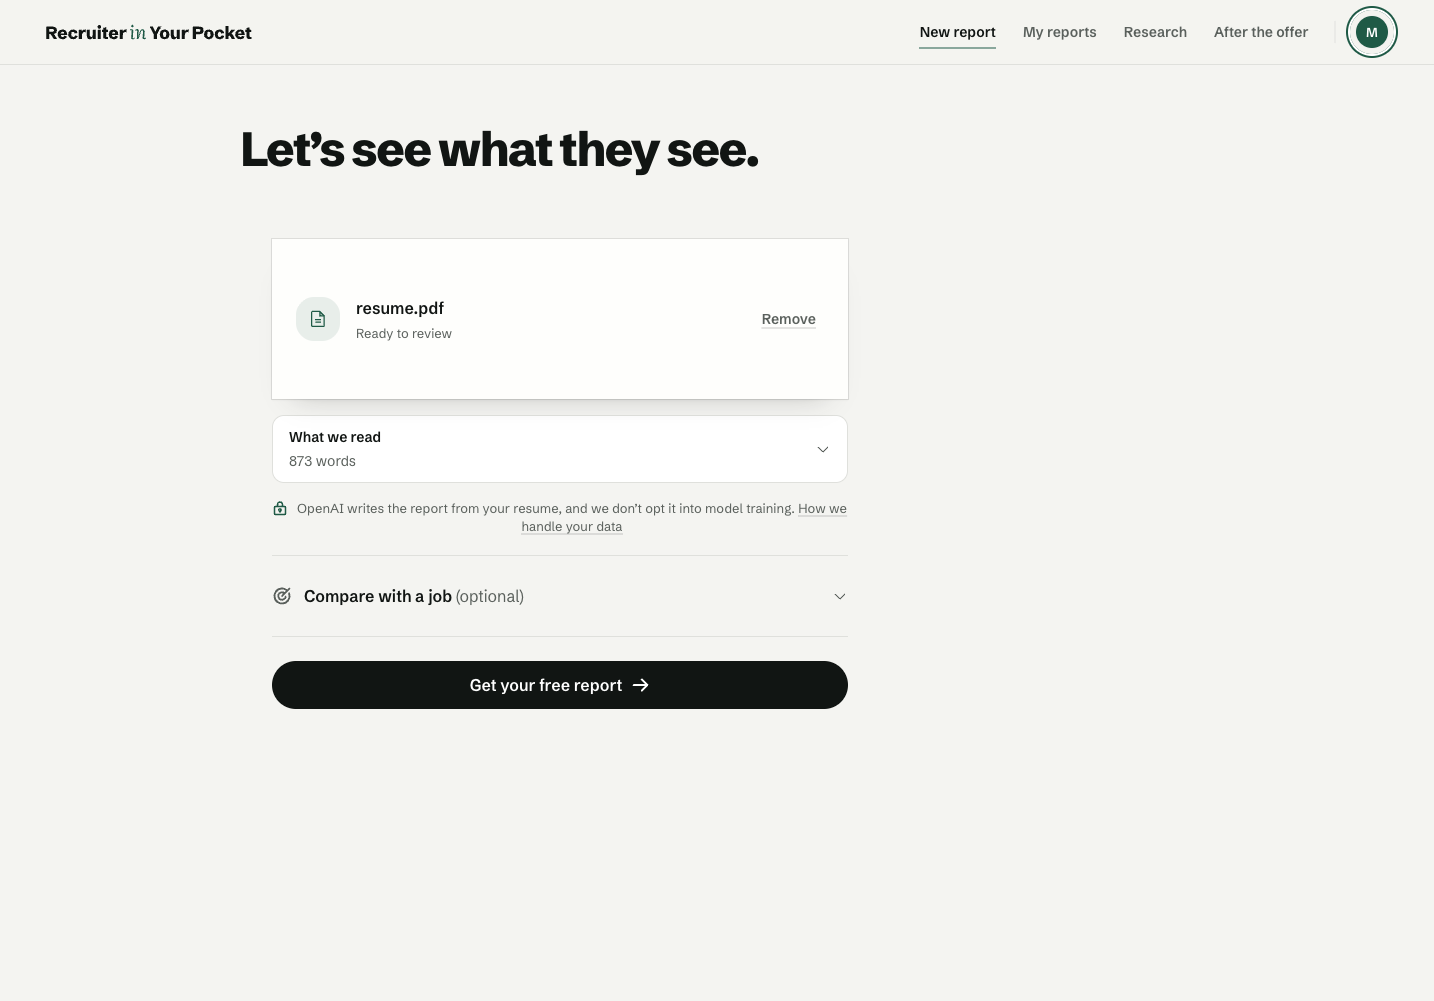 Recruiter in Your Pocket
New report
My reports
Research
After the offer
M
Let’s see what they see.
resume.pdf
Ready to review
Remove
What we read
873 words
OpenAI writes the report from your resume, and we don’t opt it into model training. How we
handle your data
Compare with a job (optional)
Get your free report →